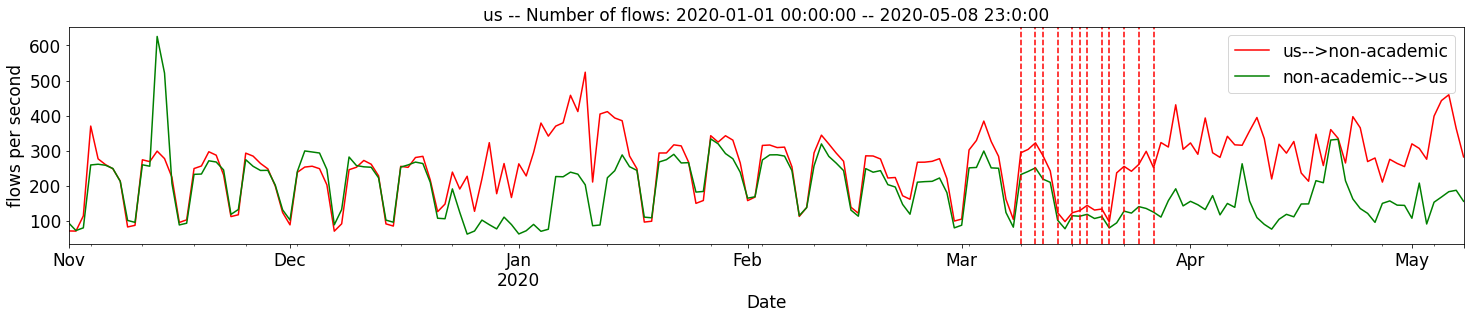 us -- Number of flows: 2020-01-01 00:00:00 -- 2020-05-08 23:0:00
flows per second
600
500
400
300
200
100
us-->non-academic
non-academic-->us
Nov Dec Jan Feb Mar Apr May
2020
Date